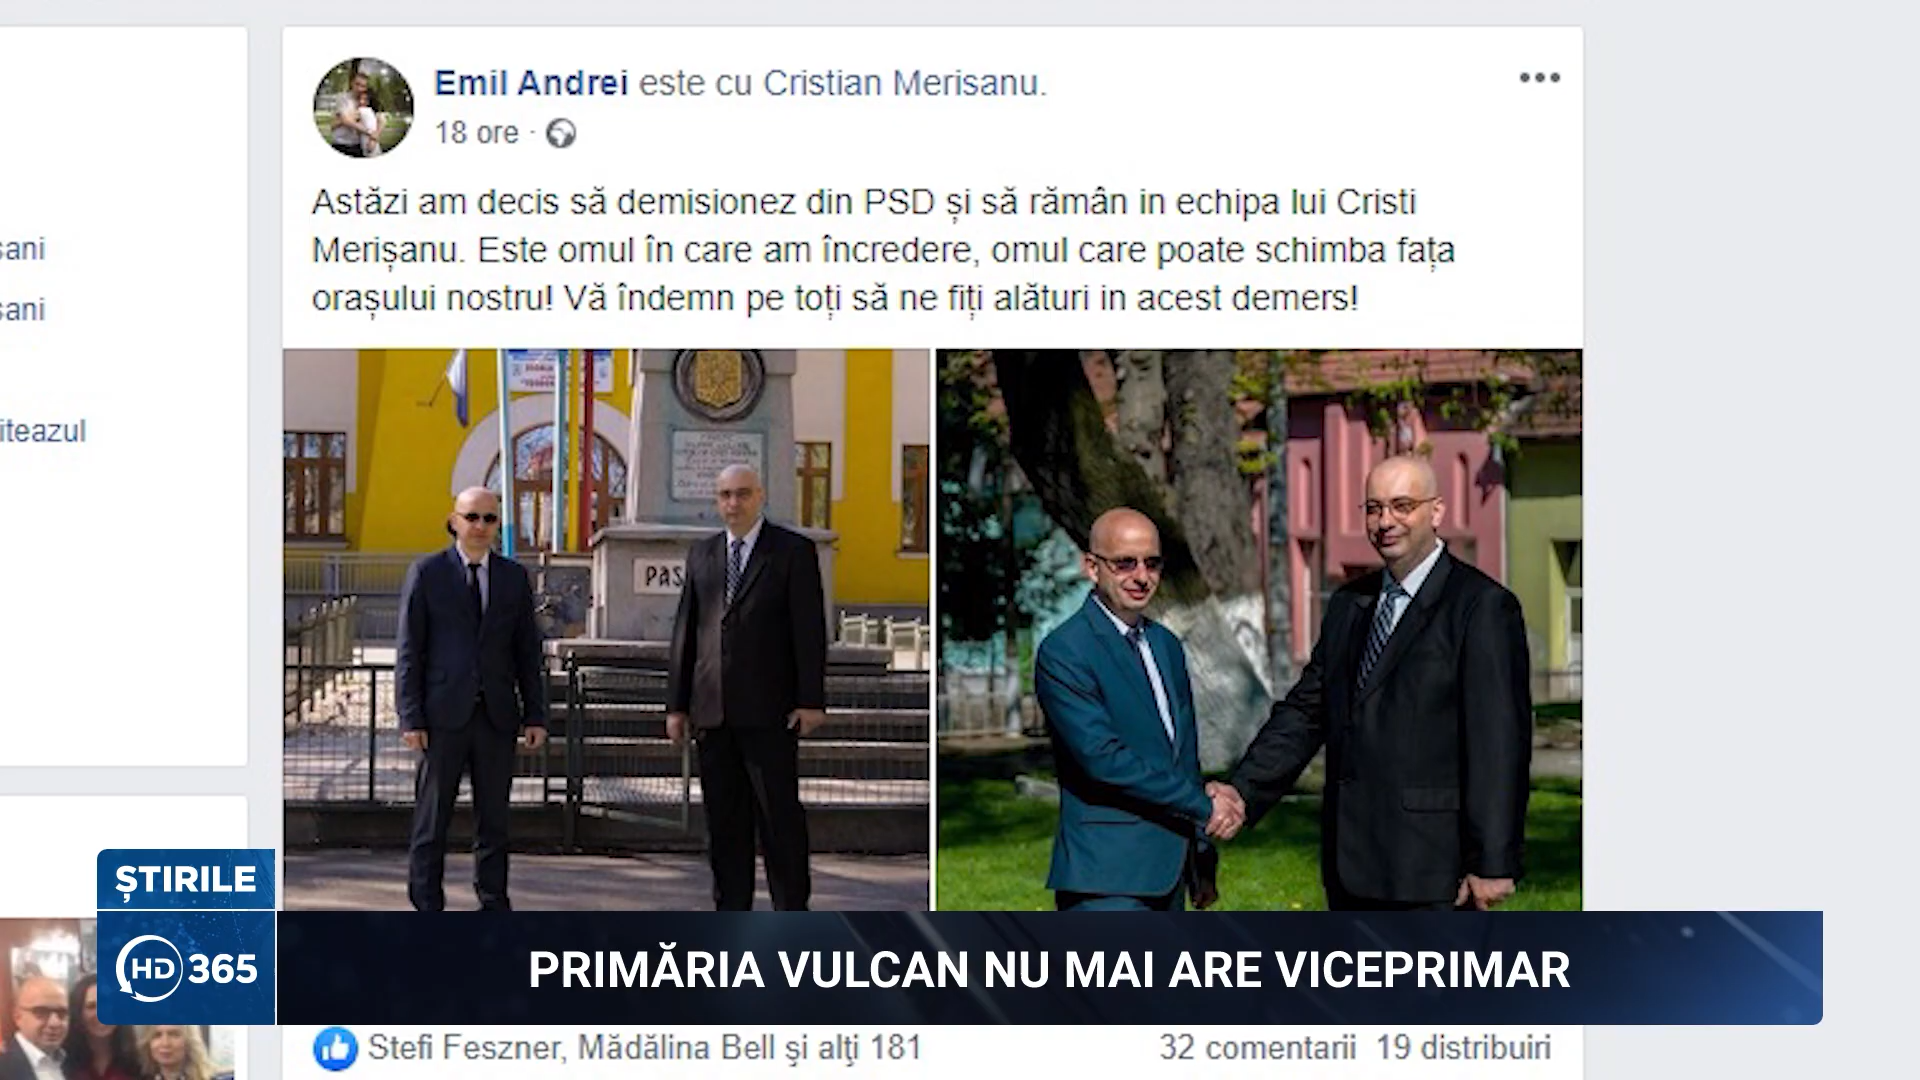 Emil Andrei este cu Cristian Merisanu.
18 ore ·
Astăzi am decis să demisionez din PSD și să rămân in echipa lui Cristi
Merișanu. Este omul în care am încredere, omul care poate schimba fața
orașului nostru! Vă îndemn pe toți să ne fiți alături in acest demers!
șani
șani
iteazul
PAS
ȘTIRILE
HD 365
PRIMĂRIA VULCAN NU MAI ARE VICEPRIMAR
Stefi Feszner, Mădălina Bell și alți 181
32 comentarii 19 distribuiri